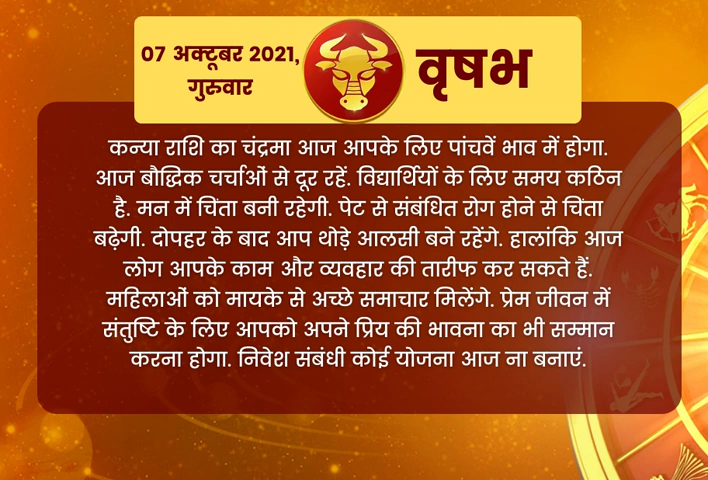 07 अक्टूबर 2021,
गुरुवार
वृषभ
कन्या राशि का चंद्रमा आज आपके लिए पांचवें भाव में होगा.
आज बौद्धिक चर्चाओं से दूर रहें. विद्यार्थियों के लिए समय कठिन
है. मन में चिंता बनी रहेगी. पेट से संबंधित रोग होने से चिंता
बढ़ेगी. दोपहर के बाद आप थोड़े आलसी बने रहेंगे. हालांकि आज
लोग आपके काम और व्यवहार की तारीफ कर सकते हैं.
महिलाओं को मायके से अच्छे समाचार मिलेंगे. प्रेम जीवन में
संतुष्टि के लिए आपको अपने प्रिय की भावना का भी सम्मान
करना होगा. निवेश संबंधी कोई योजना आज ना बनाएं.